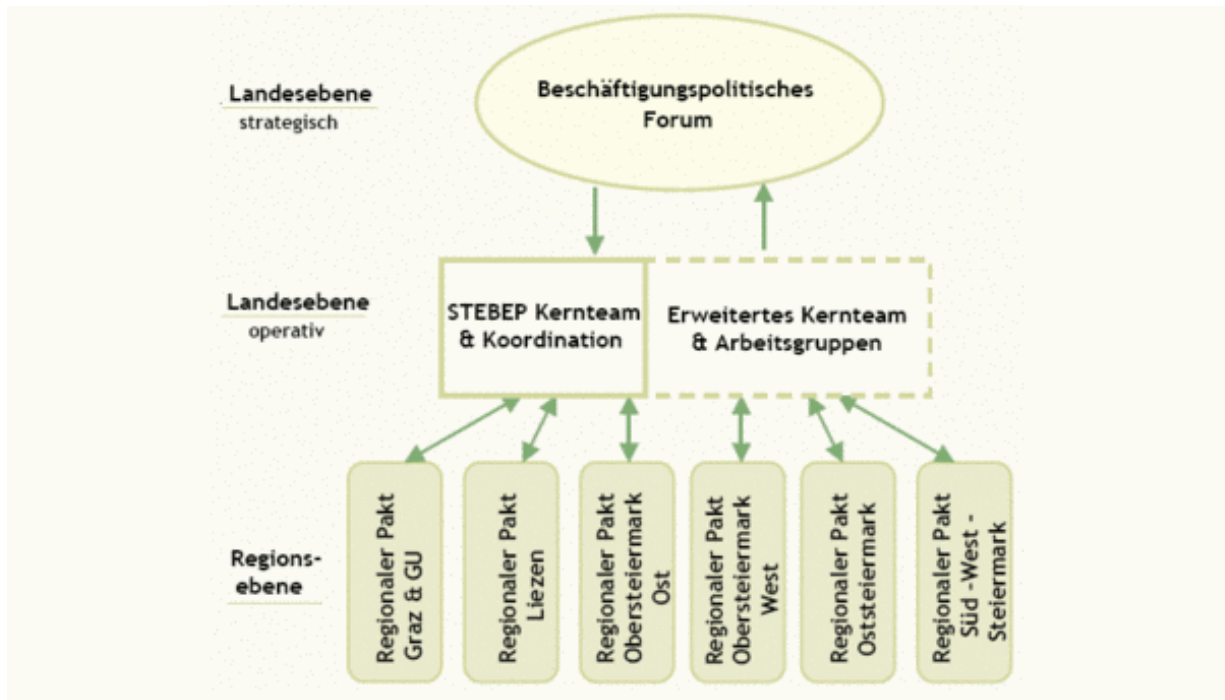 Landesebene
strategisch
Beschäftigungspolitisches
Forum
Landesebene
operativ
STEBEP Kernteam
& Koordination
Erweitertes Kernteam
& Arbeitsgruppen
Regions-
ebene
Regionaler Pakt
Graz & GU
Regionaler Pakt
Liezen
Regionaler Pakt
Obersteiermark
Ost
Regionaler Pakt
Obersteiermark
West
Regionaler Pakt
Oststeiermark
Regionaler Pakt
Süd -West -
Steiermark